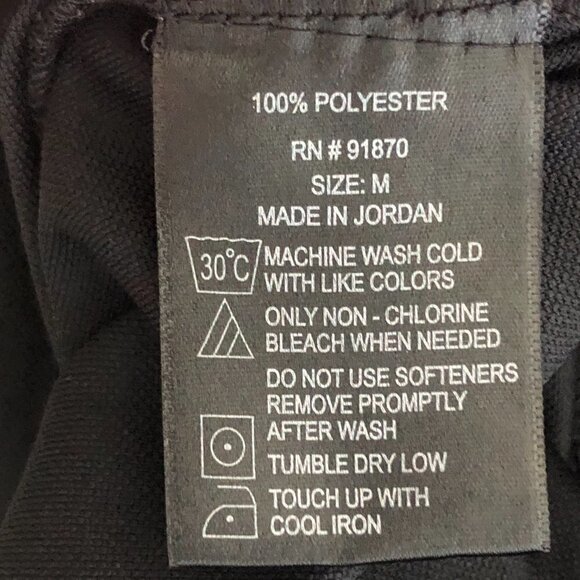 100% POLYESTER
RN # 91870
SIZE: M
MADE IN JORDAN
30°C MACHINE WASH COLD
WITH LIKE COLORS
ONLY NON - CHLORINE
BLEACH WHEN NEEDED
DO NOT USE SOFTENERS
REMOVE PROMPTLY
AFTER WASH
TUMBLE DRY LOW
TOUCH UP WITH
COOL IRON